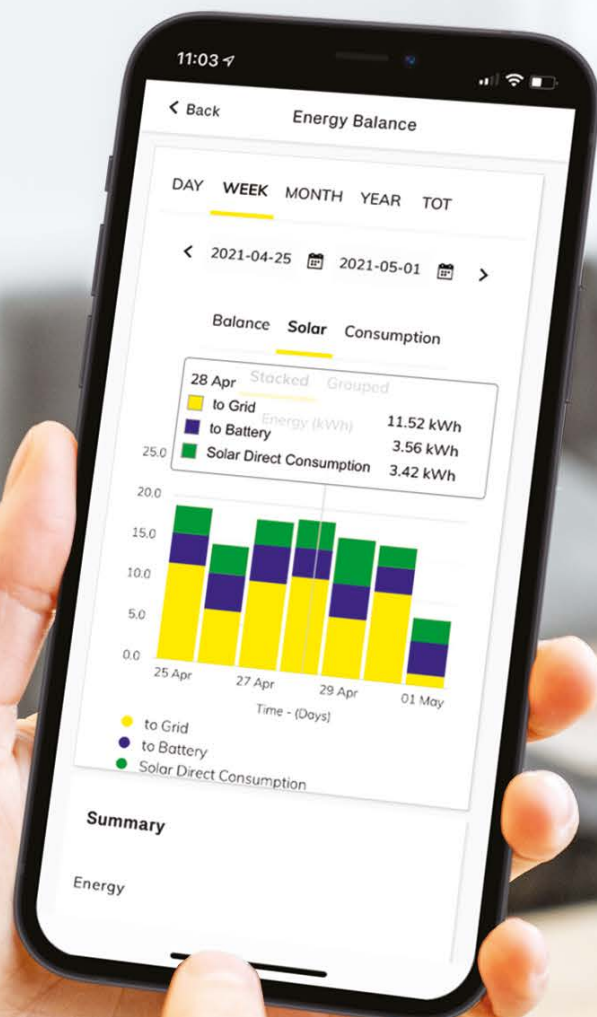 11:03
Back Energy Balance
DAY WEEK MONTH YEAR TOT
2021-04-25 2021-05-01
Balance Solar Consumption
Stacked Grouped
28 Apr
Energy (kWh)
to Grid 11.52 kWh
to Battery 3.56 kWh
Solar Direct Consumption 3.42 kWh
25.0
20.0
15.0
10.0
5.0
0.0
25 Apr 27 Apr 29 Apr 01 May
Time - (Days)
to Grid
to Battery
Solar Direct Consumption
Summary
Energy